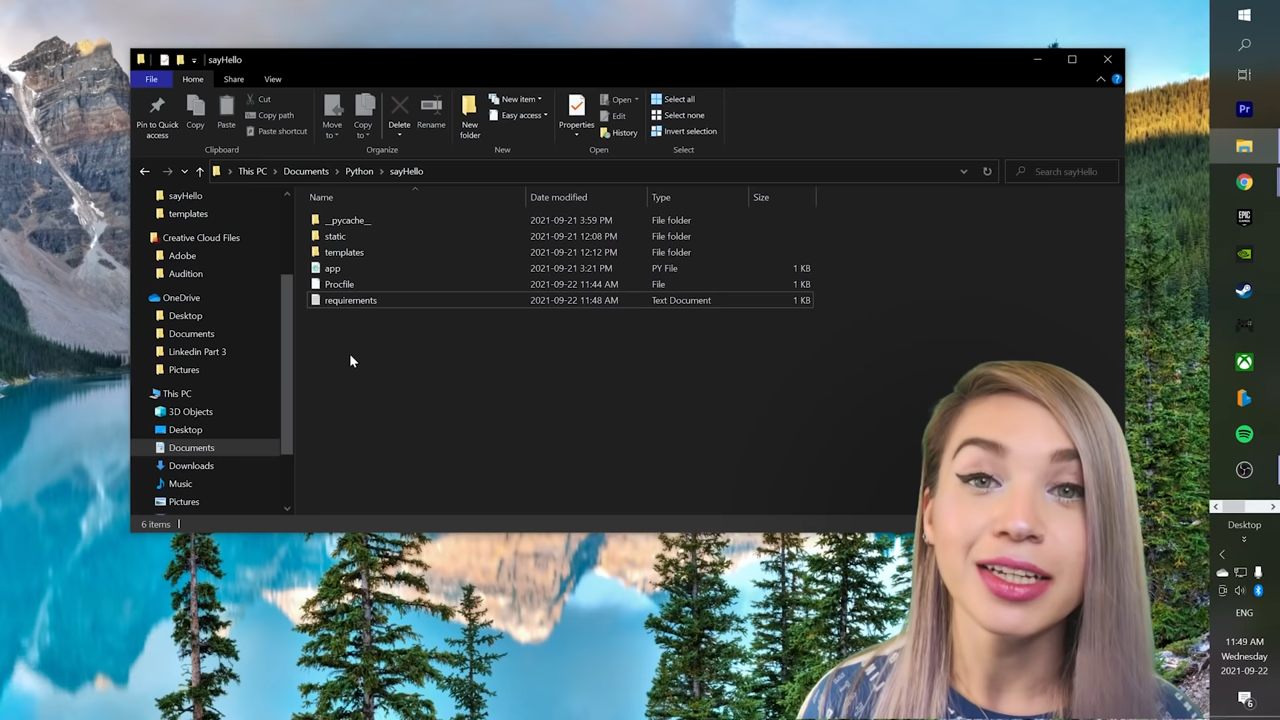 sayHello
File Home Share View
Pin to Quick access
Copy
Paste
Cut
Copy path
Paste shortcut
Clipboard
Move to
Copy to
Delete
Rename
Organize
New folder
New item
Easy access
New
Properties
Open
Edit
History
Open
Select all
Select none
Invert selection
Select
This PC Documents Python sayHello
Search sayHello
sayHello
templates
Creative Cloud Files
Adobe
Audition
OneDrive
Desktop
Documents
Linkedin Part 3
Pictures
This PC
3D Objects
Desktop
Documents
Downloads
Music
Pictures
Name Date modified Type Size
__pycache__ 2021-09-21 3:59 PM File folder
static 2021-09-21 12:08 PM File folder
templates 2021-09-21 12:12 PM File folder
app 2021-09-21 3:21 PM PY File 1 KB
Procfile 2021-09-22 11:44 AM File 1 KB
requirements 2021-09-22 11:48 AM Text Document 1 KB
6 items
Pr
EPIC GAMES
Desktop
ENG
11:49 AM
Wednesday
2021-09-22
6